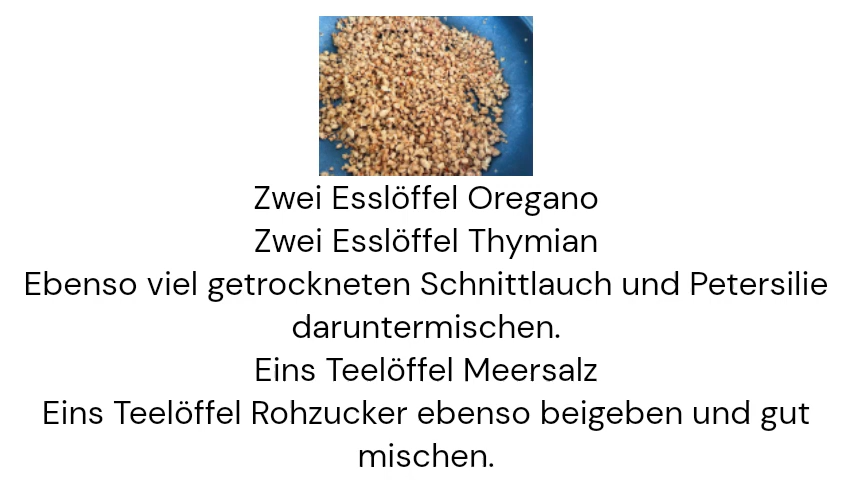 Zwei Esslöffel Oregano
Zwei Esslöffel Thymian
Ebenso viel getrockneten Schnittlauch und Petersilie
daruntermischen.
Eins Teelöffel Meersalz
Eins Teelöffel Rohzucker ebenso beigeben und gut
mischen.